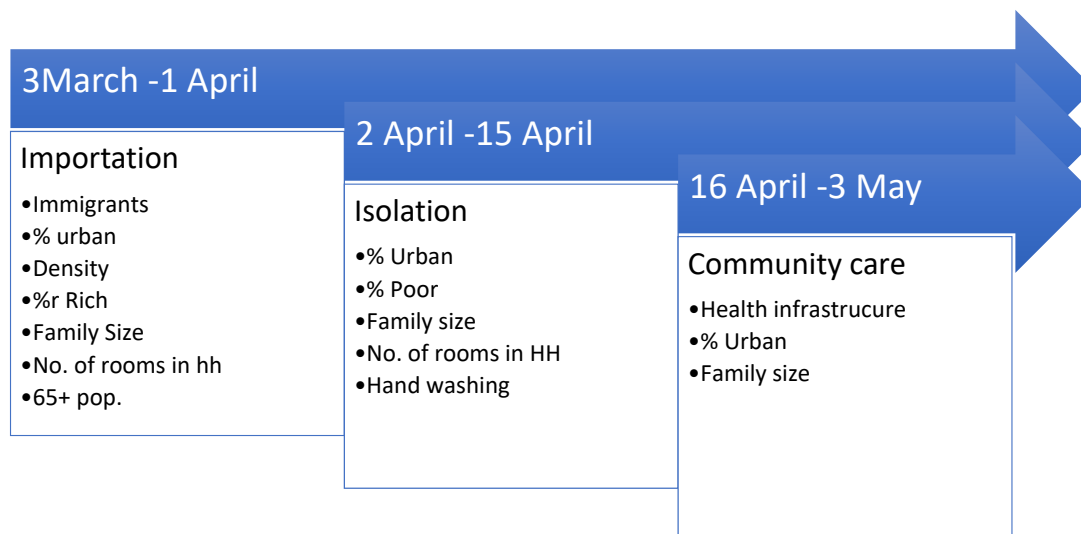 3March -1 April
Importation
•Immigrants
•% urban
•Density
•%r Rich
•Family Size
•No. of rooms in hh
•65+ pop.
2 April -15 April
Isolation
•% Urban
•% Poor
•Family size
•No. of rooms in HH
•Hand washing
16 April -3 May
Community care
•Health infrastrucure
•% Urban
•Family size